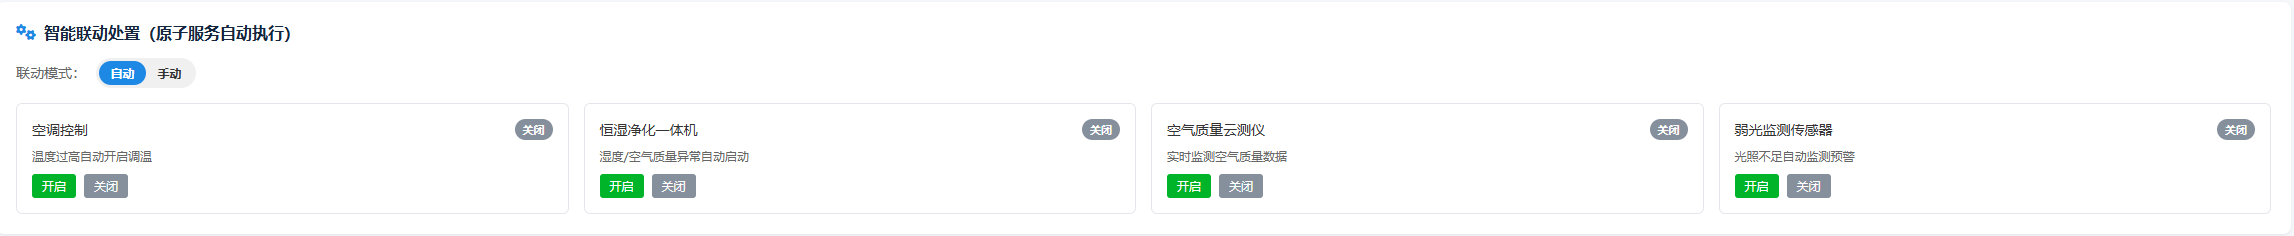 智能联动处置（原子服务自动执行）
联动模式： 自动 手动
空调控制 关闭
温度过高自动开启调温
开启 关闭
恒湿净化一体机 关闭
湿度/空气质量异常自动启动
开启 关闭
空气质量云测仪 关闭
实时监测空气质量数据
开启 关闭
弱光监测传感器 关闭
光照不足自动监测预警
开启 关闭